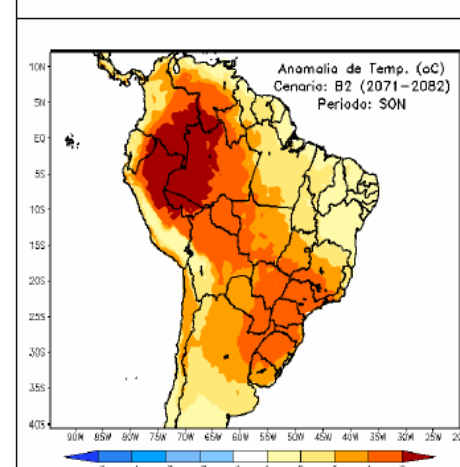 Anomalia de Temp. (oC)
Cenario: B2 (2071-2082)
Periodo: SON
10N
5N
EQ
5S
10S
15S
20S
25S
30S
35S
40S
90W 85W 80W 75W 70W 65W 60W 55W 50W 45W 40W 35W 30W 25W